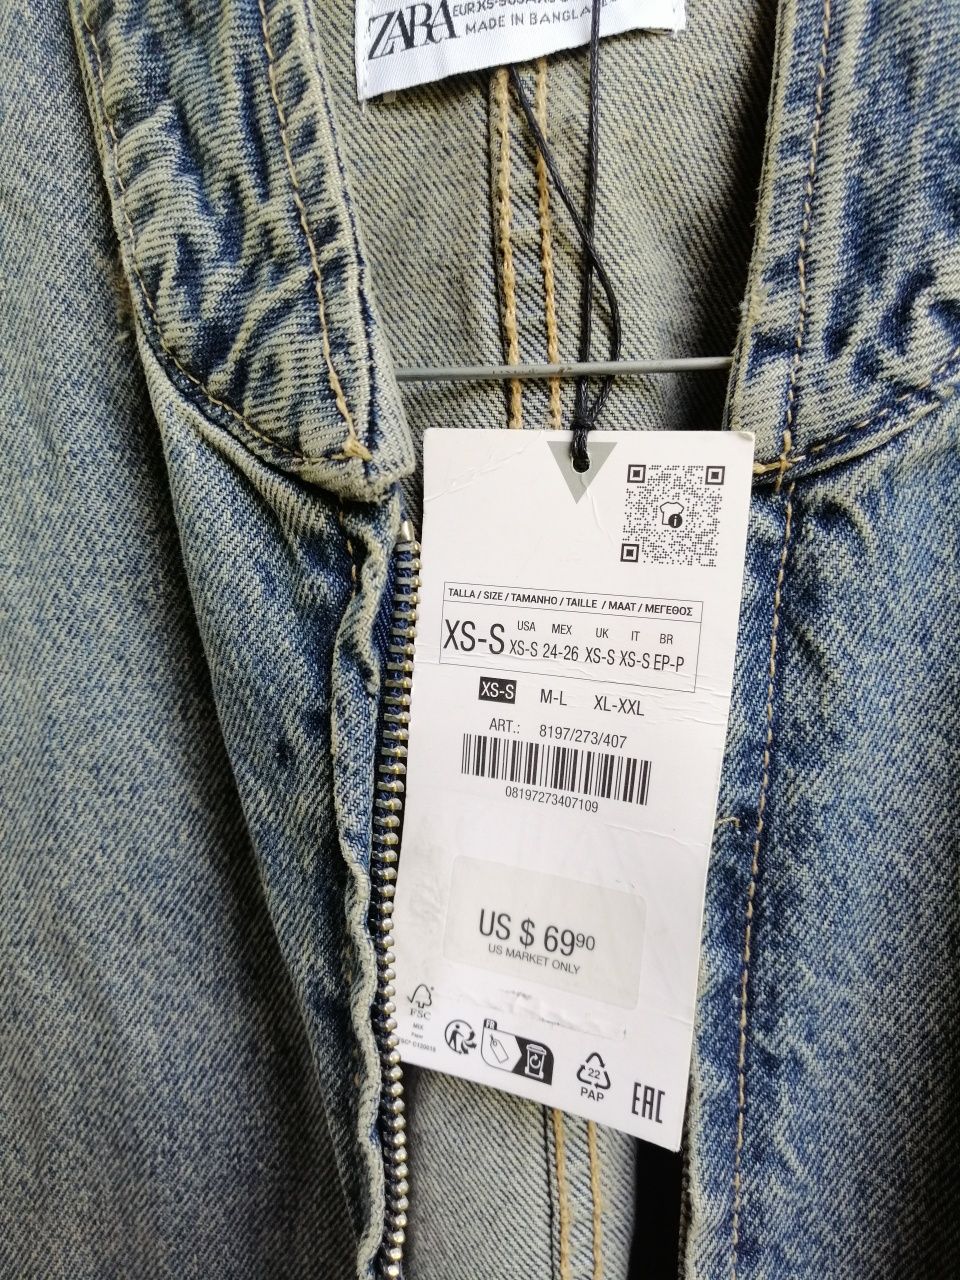 ZARA
MADE IN
TALLA / SIZE / TAMANHO / TAILLE / MAAT / ΜΕΓΕΘΟΣ
USA MEX UK IT BR
XS-S XS-S 24-26 XS-S XS-S EP-P
XS-S M-L XL-XXL
ART.: 8197/273/407
08197273407109
US $ 69 90
US MARKET ONLY
FSC
MIX
FR
22
PAP
EAC